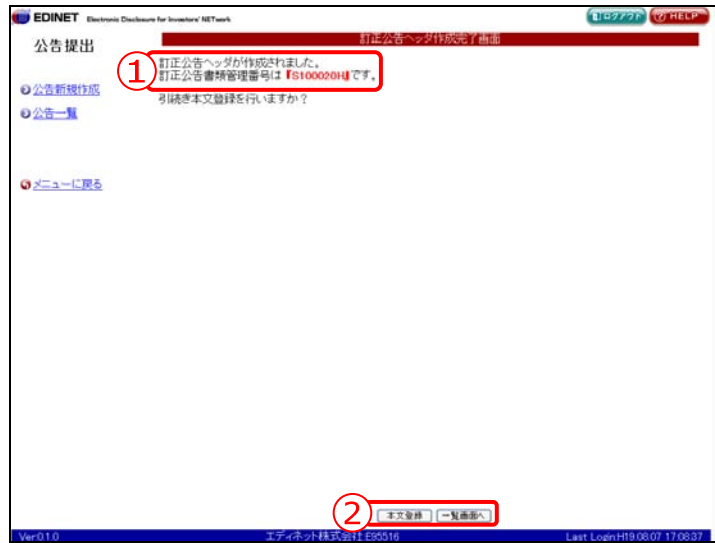 EDINET Electronic Disclosure for Investors' NETwork
ログアウト
HELP
公告提出
訂正公告ヘッダ作成完了画面
①
訂正公告ヘッダが作成されました。
訂正公告書類管理番号は『S100020H』です。
引続き本文登録を行いますか？
公告新規作成
公告一覧
メニューに戻る
②
本文登録
一覧画面へ
Ver0.1.0
エディネット株式会社 E95516
Last Login:H19.08.07 17:08:37